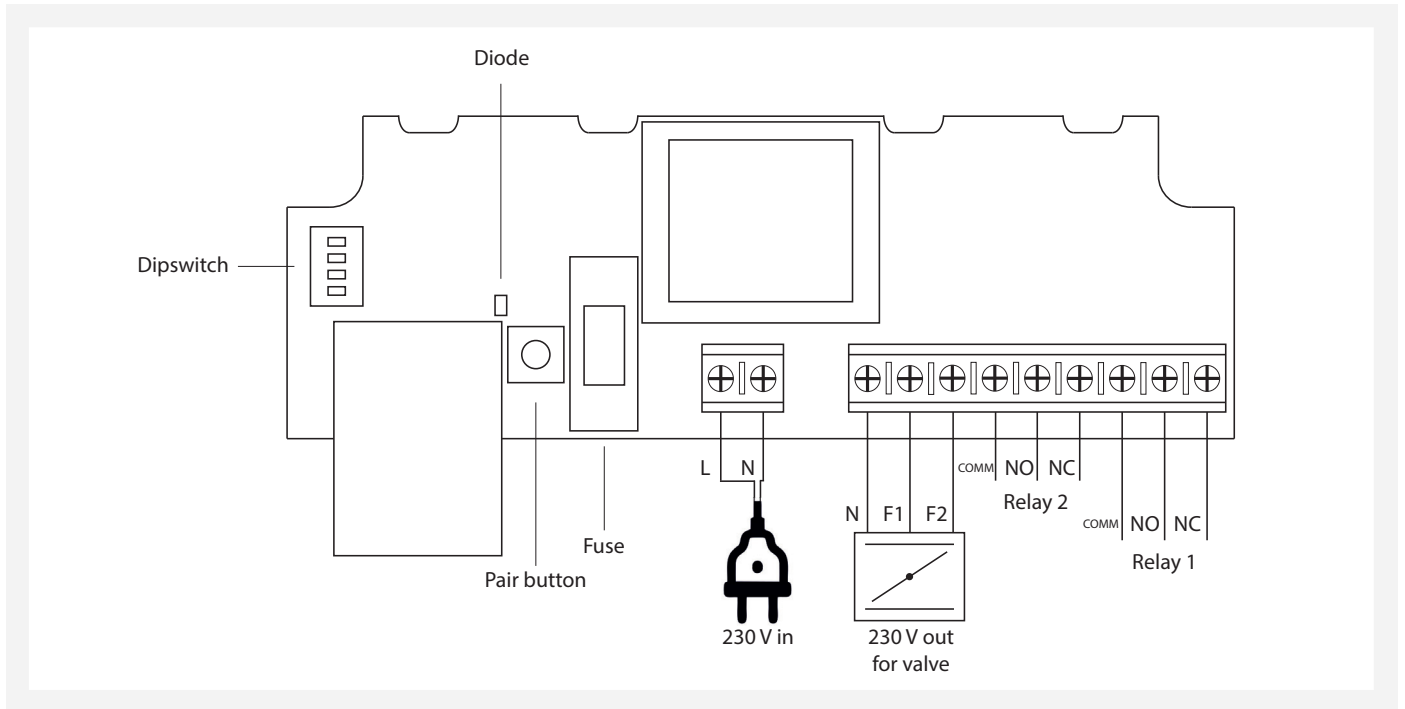 Diode
Dipswitch
L N
COMM NO NC
Relay 2
N F1 F2
COMM NO NC
Relay 1
Fuse
Pair button
230 V in
230 V out
for valve